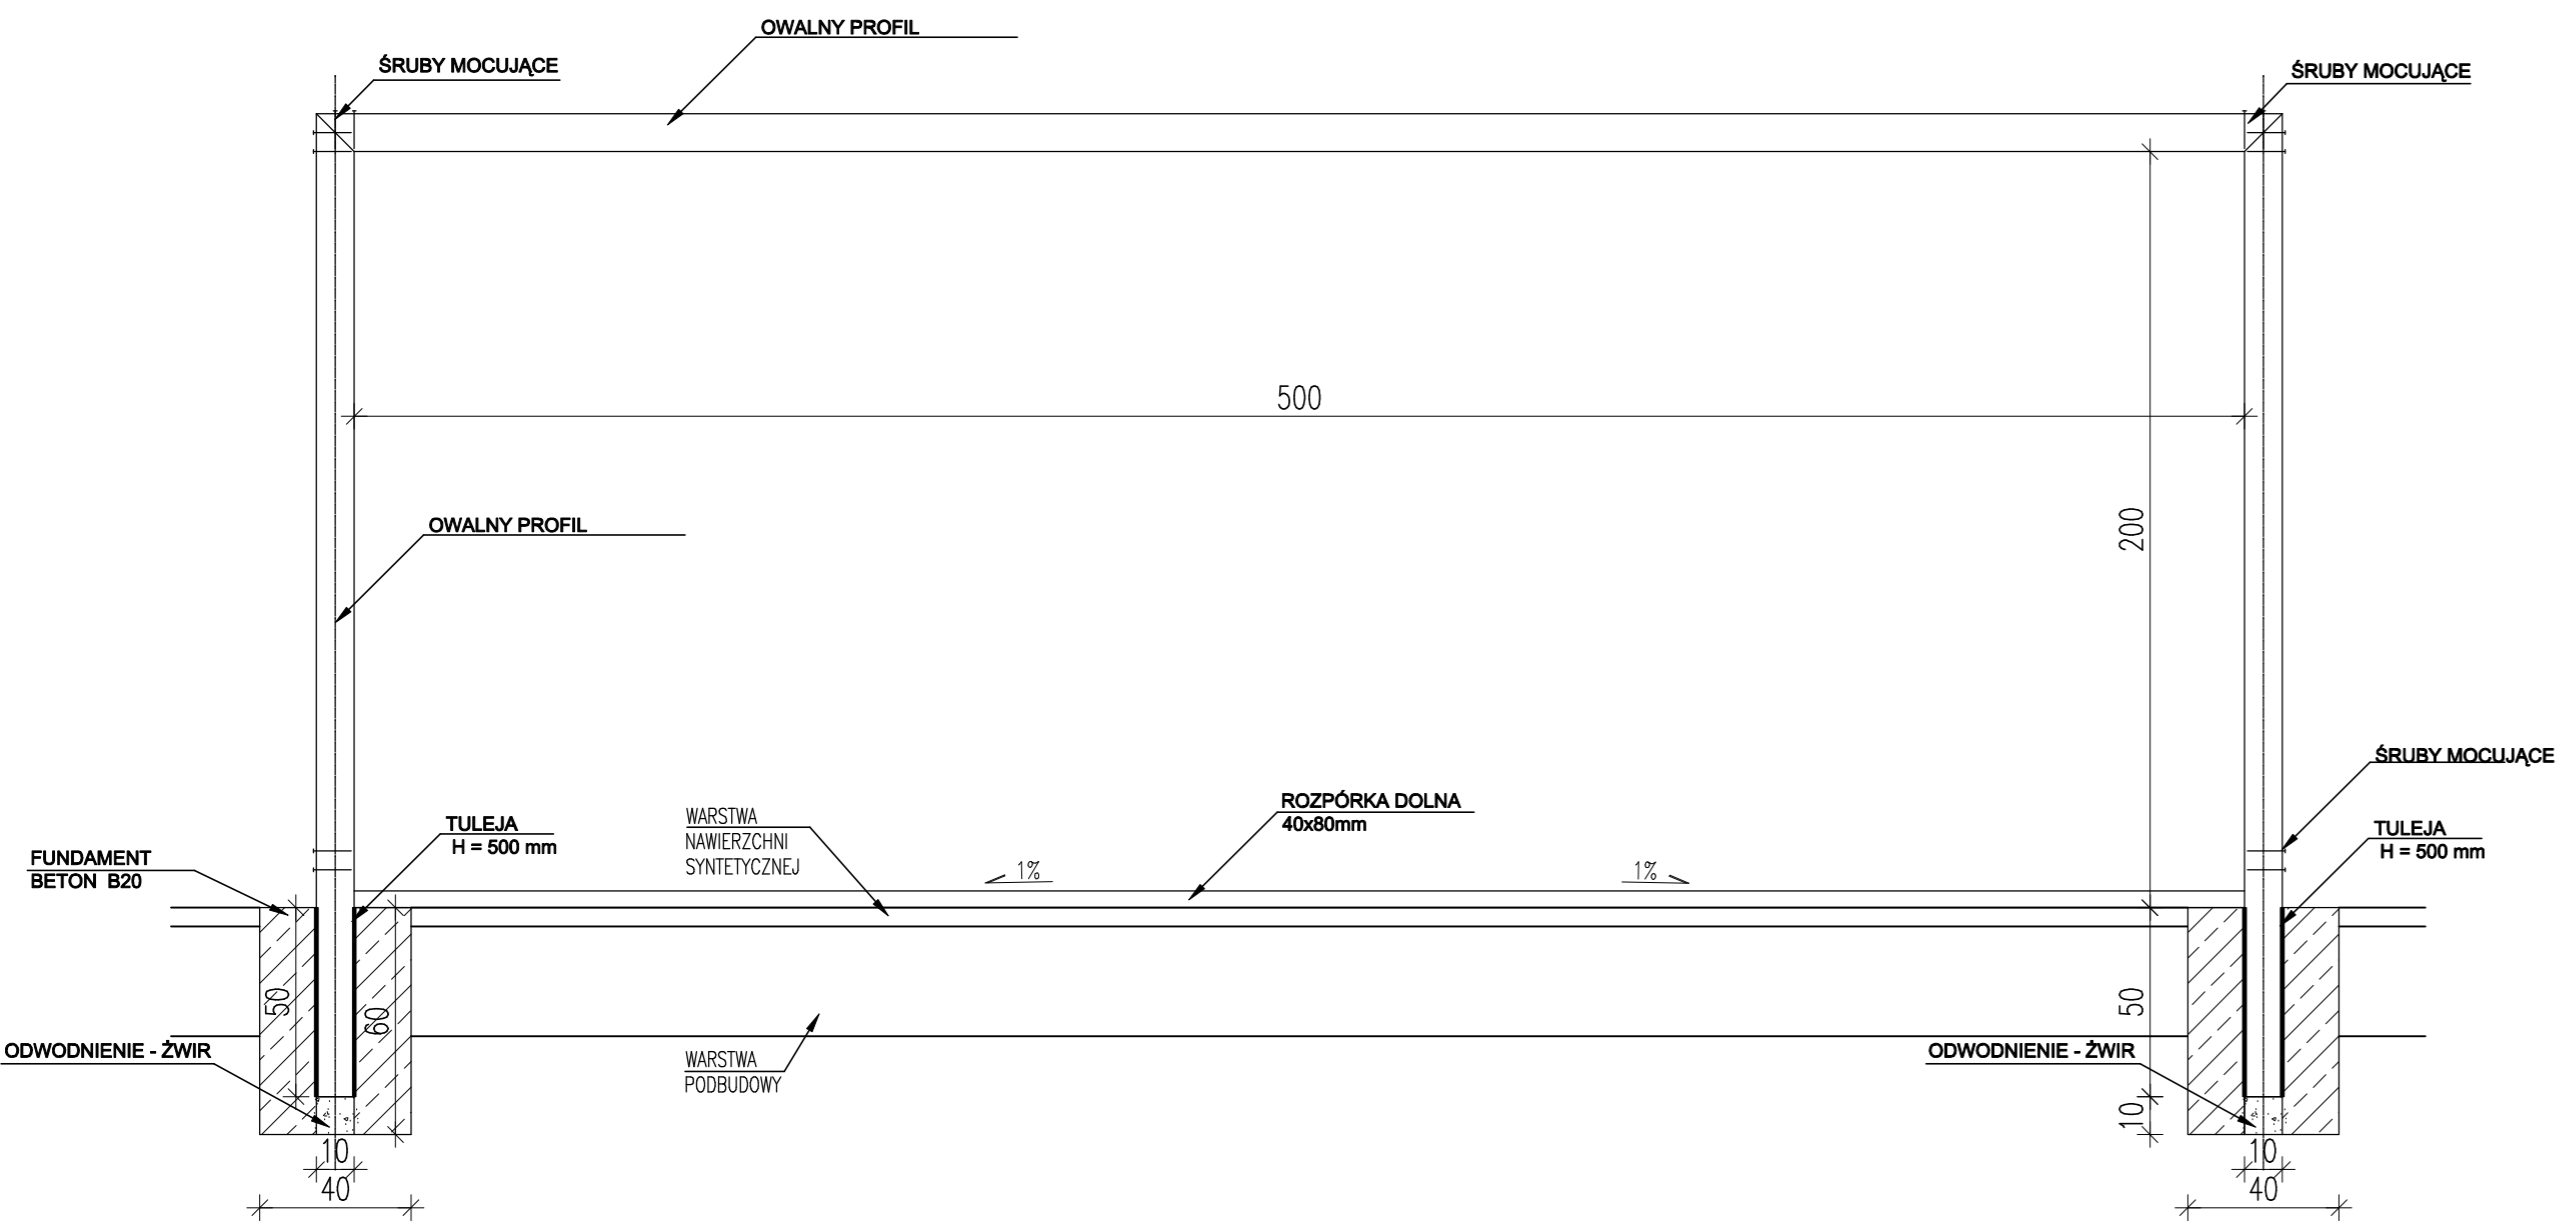 OWALNY PROFIL
ŚRUBY MOCUJĄCE
ŚRUBY MOCUJĄCE
500
200
OWALNY PROFIL
ŚRUBY MOCUJĄCE
ROZPÓRKA DOLNA
40x80mm
WARSTWA
NAWIERZCHNI
SYNTETYCZNEJ
TULEJA
H = 500 mm
TULEJA
H = 500 mm
FUNDAMENT
BETON B20
1%
1%
50
60
50
ODWODNIENIE - ŻWIR
WARSTWA
PODBUDOWY
ODWODNIENIE - ŻWIR
10
10
40
10
40